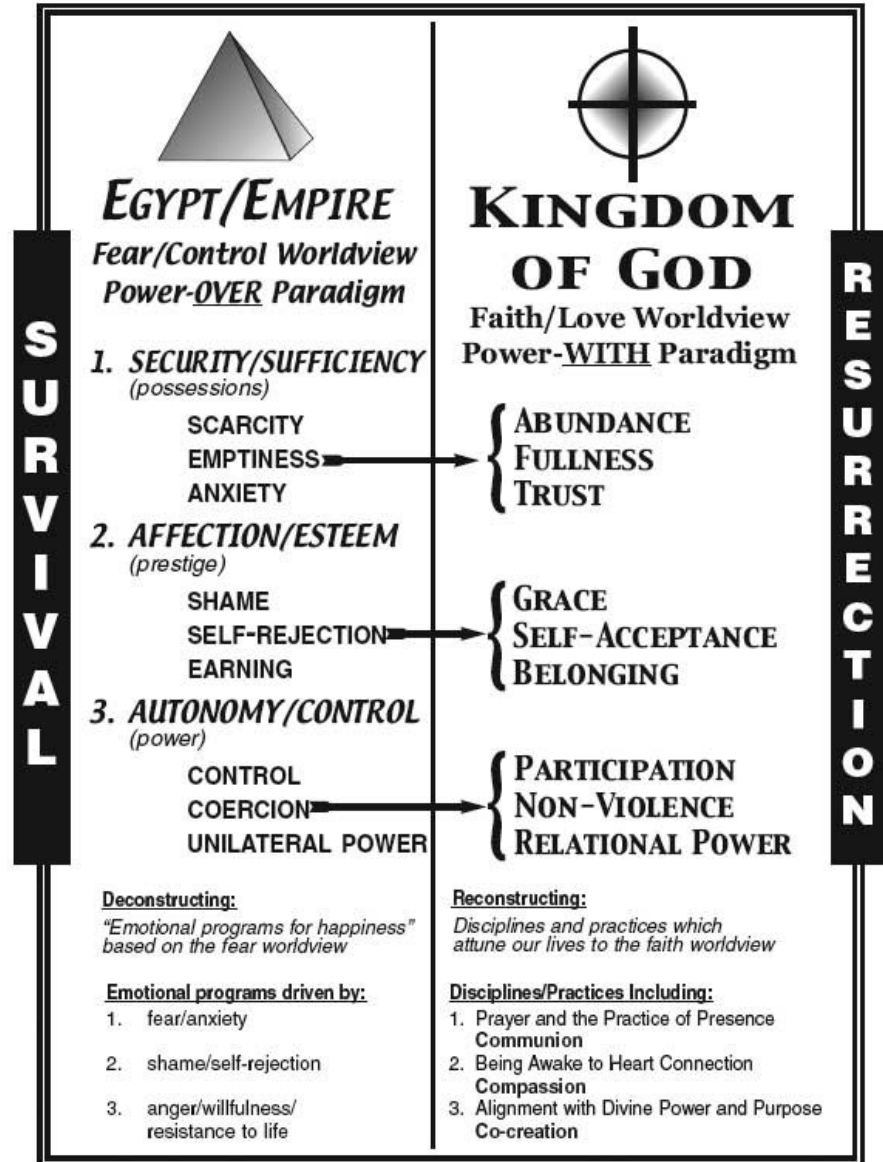 SURVIVAL
EGYPT/EMPIRE
Fear/Control Worldview
Power-OVER Paradigm
1. SECURITY/SUFFICIENCY
(possessions)
SCARCITY
EMPTINESS
ANXIETY
2. AFFECTION/ESTEEM
(prestige)
SHAME
SELF-REJECTION
EARNING
3. AUTONOMY/CONTROL
(power)
CONTROL
COERCION
UNILATERAL POWER
Deconstructing:
“Emotional programs for happiness”
based on the fear worldview
Emotional programs driven by:
1. fear/anxiety
2. shame/self-rejection
3. anger/willfulness/
resistance to life
KINGDOM
OF GOD
Faith/Love Worldview
Power-WITH Paradigm
ABUNDANCE
FULLNESS
TRUST
GRACE
SELF-ACCEPTANCE
BELONGING
PARTICIPATION
NON-VIOLENCE
RELATIONAL POWER
Reconstructing:
Disciplines and practices which
attune our lives to the faith worldview
Disciplines/Practices Including:
1. Prayer and the Practice of Presence
Communion
2. Being Awake to Heart Connection
Compassion
3. Alignment with Divine Power and Purpose
Co-creation
RESURRECTION